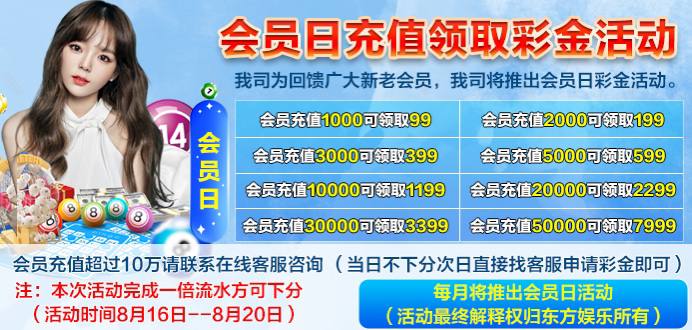 会员日充值领取彩金活动
我司为回馈广大新老会员，我司将推出会员日彩金活动。
14
会员日
会员充值1000可领取99
会员充值2000可领取199
会员充值3000可领取399
会员充值5000可领取599
会员充值10000可领取1199
会员充值20000可领取2299
会员充值30000可领取3399
会员充值50000可领取7999
8
8
8
8
会员充值超过10万请联系在线客服咨询（当日不下分次日直接找客服申请彩金即可）
注：本次活动完成一倍流水方可下分
（活动时间8月16日--8月20日）
每月将推出会员日活动
（活动最终解释权归东方娱乐所有）